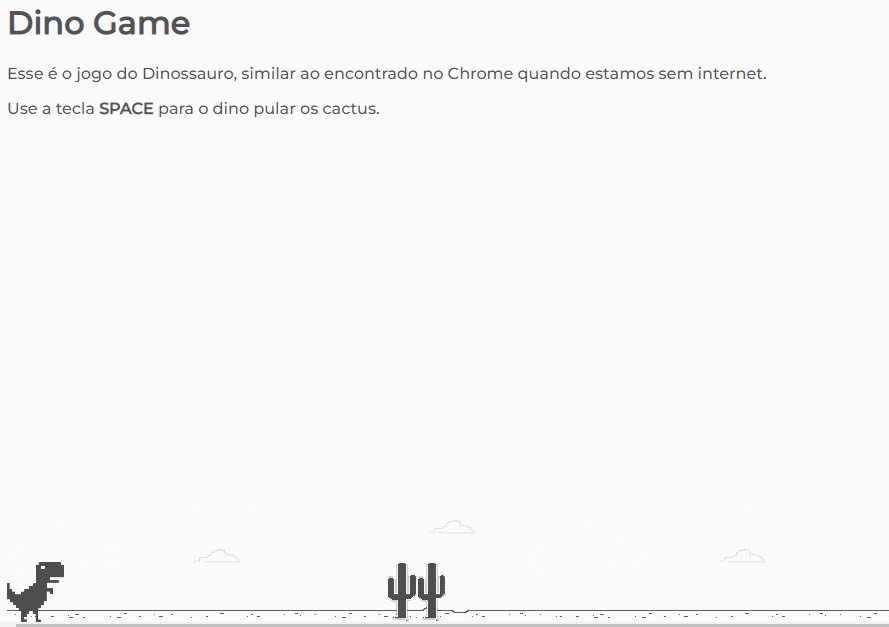 Dino Game
Esse é o jogo do Dinossauro, similar ao encontrado no Chrome quando estamos sem internet.
Use a tecla SPACE para o dino pular os cactus.